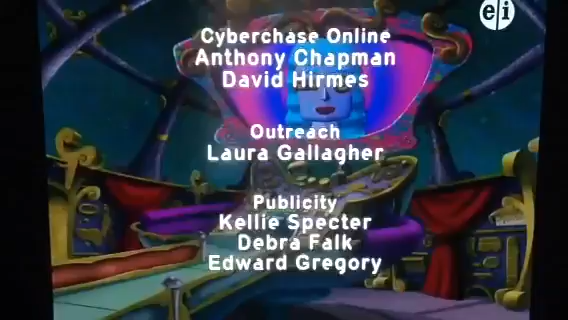 e/i
Cyberchase Online
Anthony Chapman
David Hirmes
Outreach
Laura Gallagher
Publicity
Kellie Specter
Debra Falk
Edward Gregory